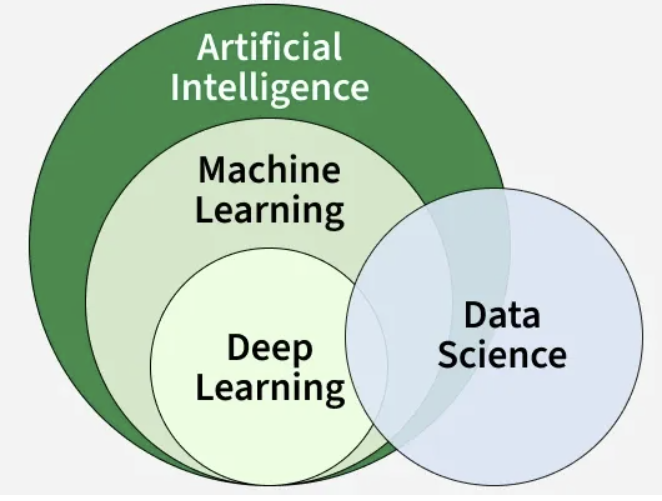 Artificial
Intelligence
Machine
Learning
Deep
Learning
Data
Science